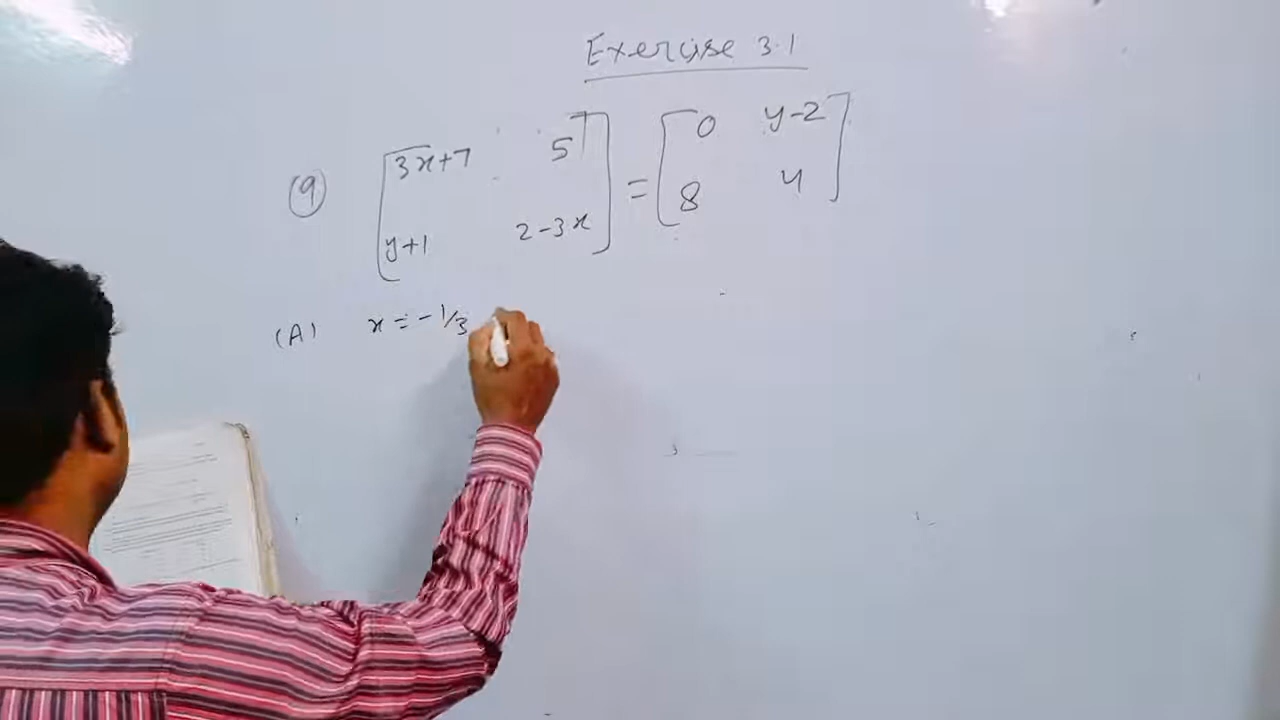 Exercise 3.1
(9) [3x+7 5] = [0 y-2]
[y+1 2-3x] [8 4]
(A) x = -1/3